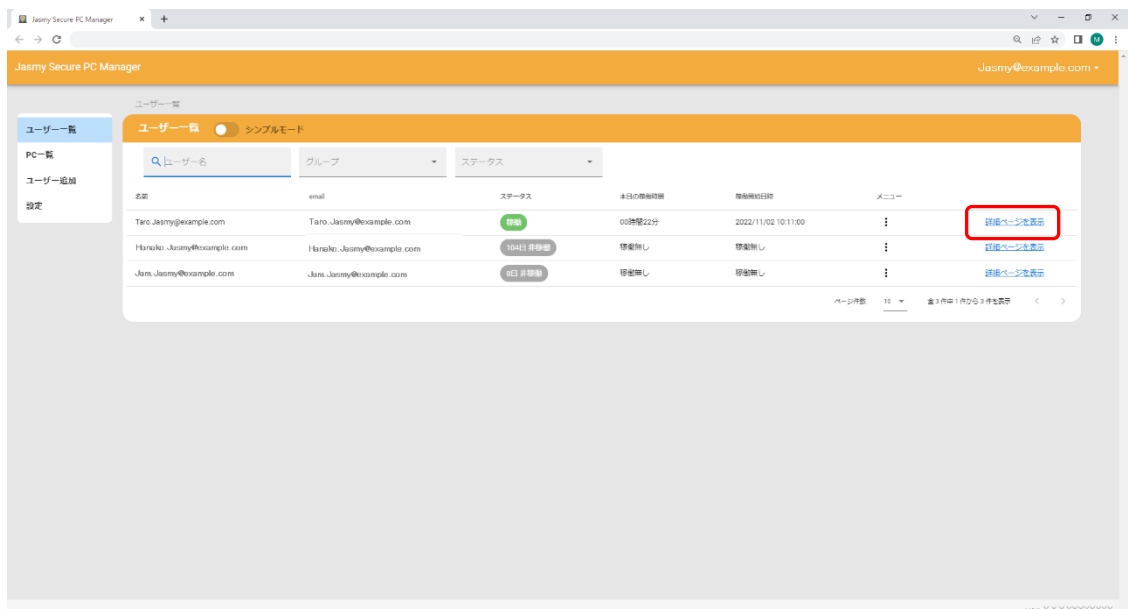 Jasmy Secure PC Manager
M
Jasmy Secure PC Manager
Jasmy@example.com
ユーザー一覧
ユーザー一覧
PC一覧
ユーザー追加
設定
ユーザー一覧 シンプルモード
ユーザー名 グループ ステータス
名前 email ステータス 本日の稼働時間 稼働開始日時 メニュー
Taro.Jasmy@example.com Taro.Jasmy@example.com 稼働 00時間22分 2022/11/02 10:11:00 詳細ページを表示
Hanako.Jasmy@example.com Hanako.Jasmy@example.com 104日 非稼働 稼働無し 稼働無し 詳細ページを表示
Jam.Jasmy@example.com Jam.Jasmy@example.com 8日 非稼働 稼働無し 稼働無し 詳細ページを表示
ページ件数 10 全3件中1件から3件を表示